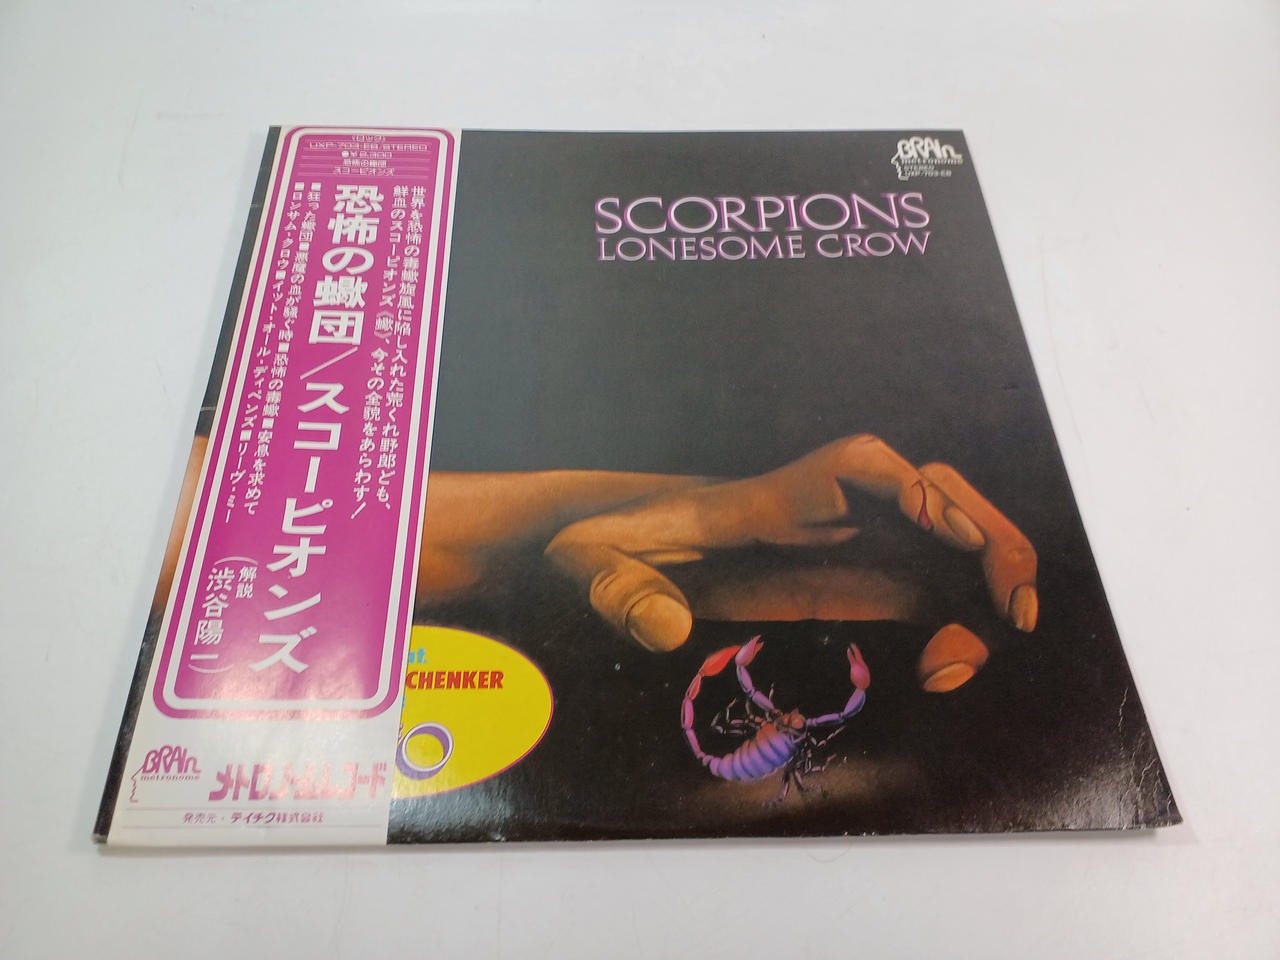 〈ロック〉
UXP-703-EB/STEREO
●¥2,300
恐怖の蠍団
スコーピオンズ
世界を恐怖の毒蠍旋風に陥し入れた荒くれ野郎ども、
鮮血のスコーピオンズ《蠍》、今その全貌をあらわす！
恐怖の蠍団／スコーピオンズ
■狂った蠍団■悪魔の血が騒ぐ時■恐怖の毒蠍■安息を求めて
■ロンサム・クロウ■イット・オール・ディペンズ■リーヴ・ミー
（解説）
渋谷陽一
BRAIN
metronome
メトロノームレコード
発売元・テイチク株式会社
BRAIN
metronome
STEREO
UXP-703-EB
SCORPIONS
LONESOME CROW
at.
CHENKER